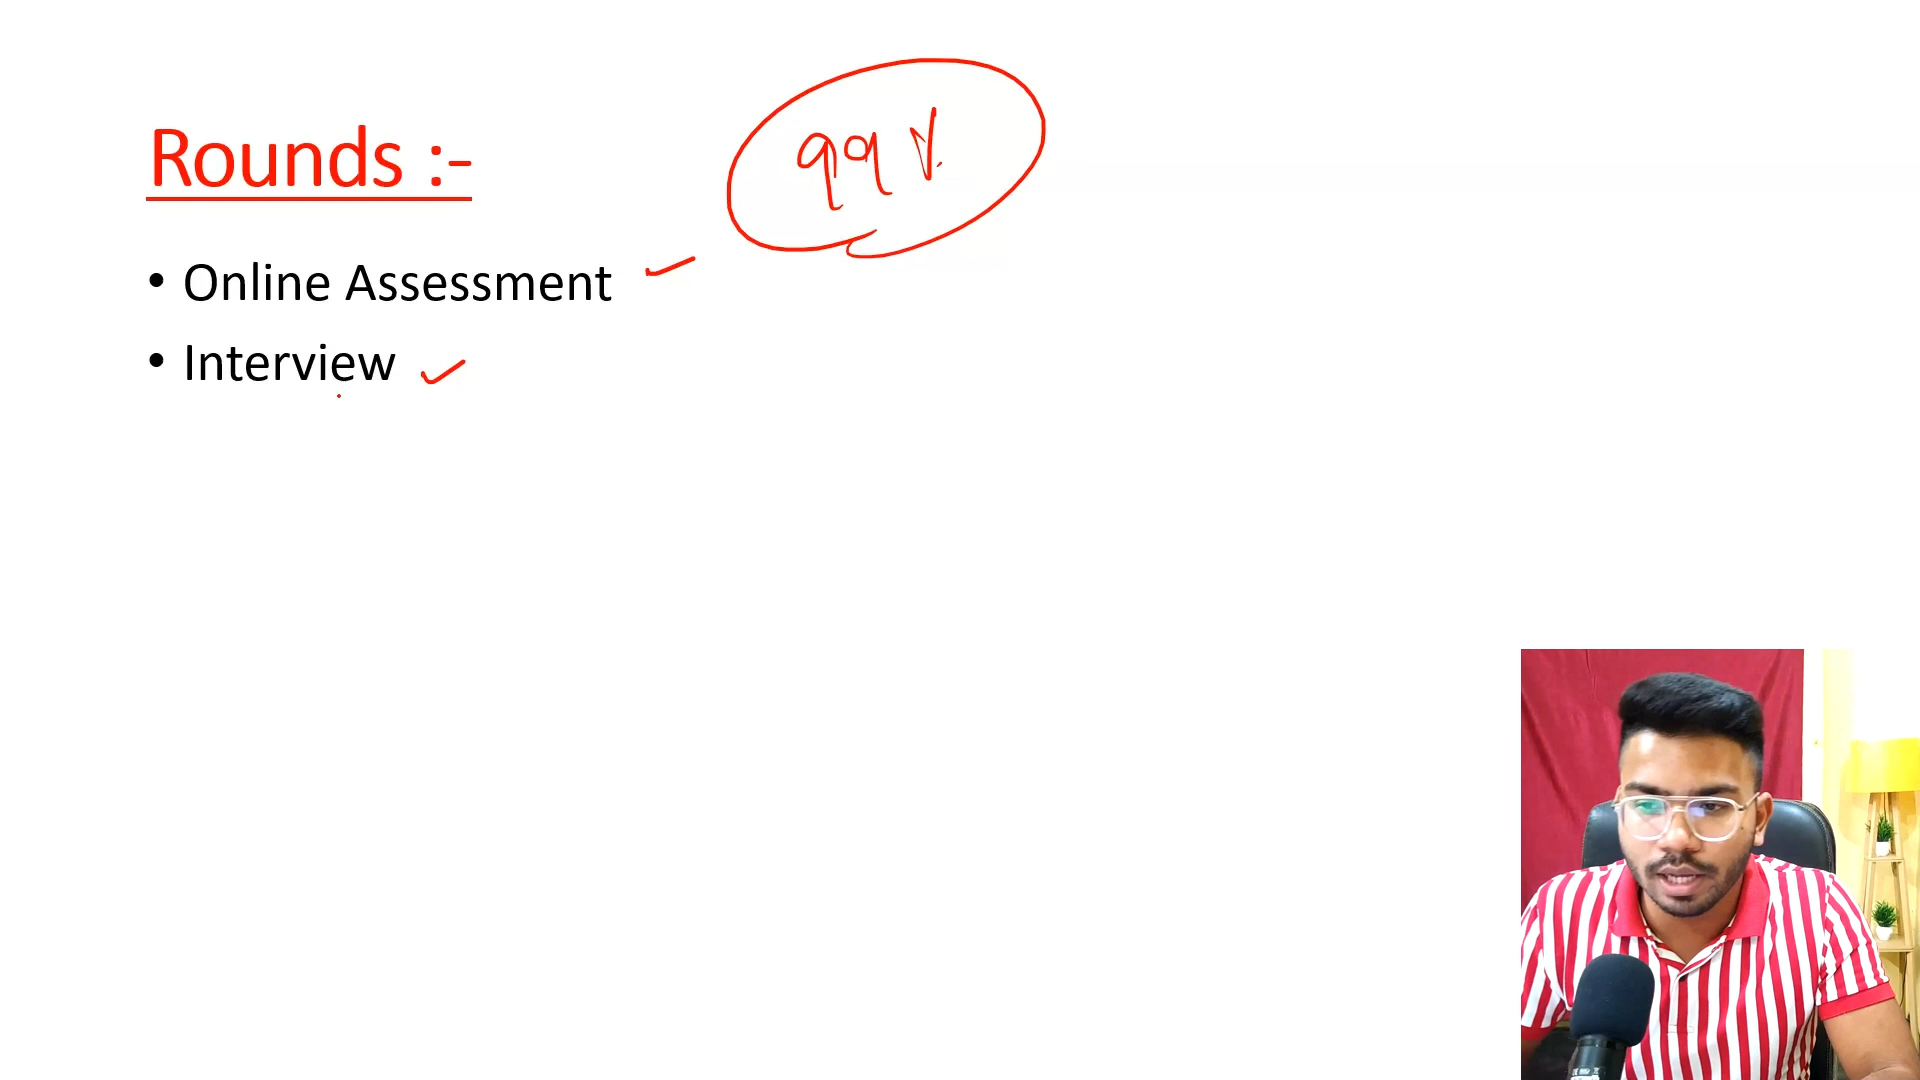 Rounds :-
99 %
• Online Assessment
• Interview